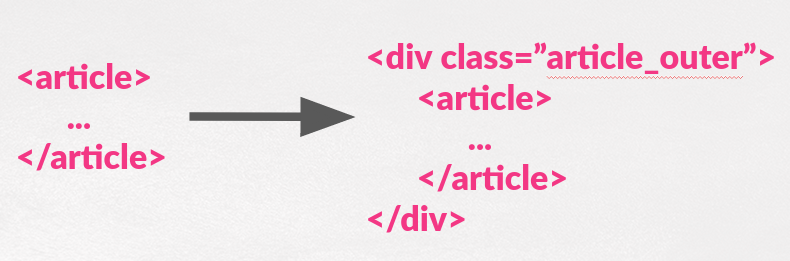 <article>
...
</article>
<div class=”article_outer”>
<article>
...
</article>
</div>